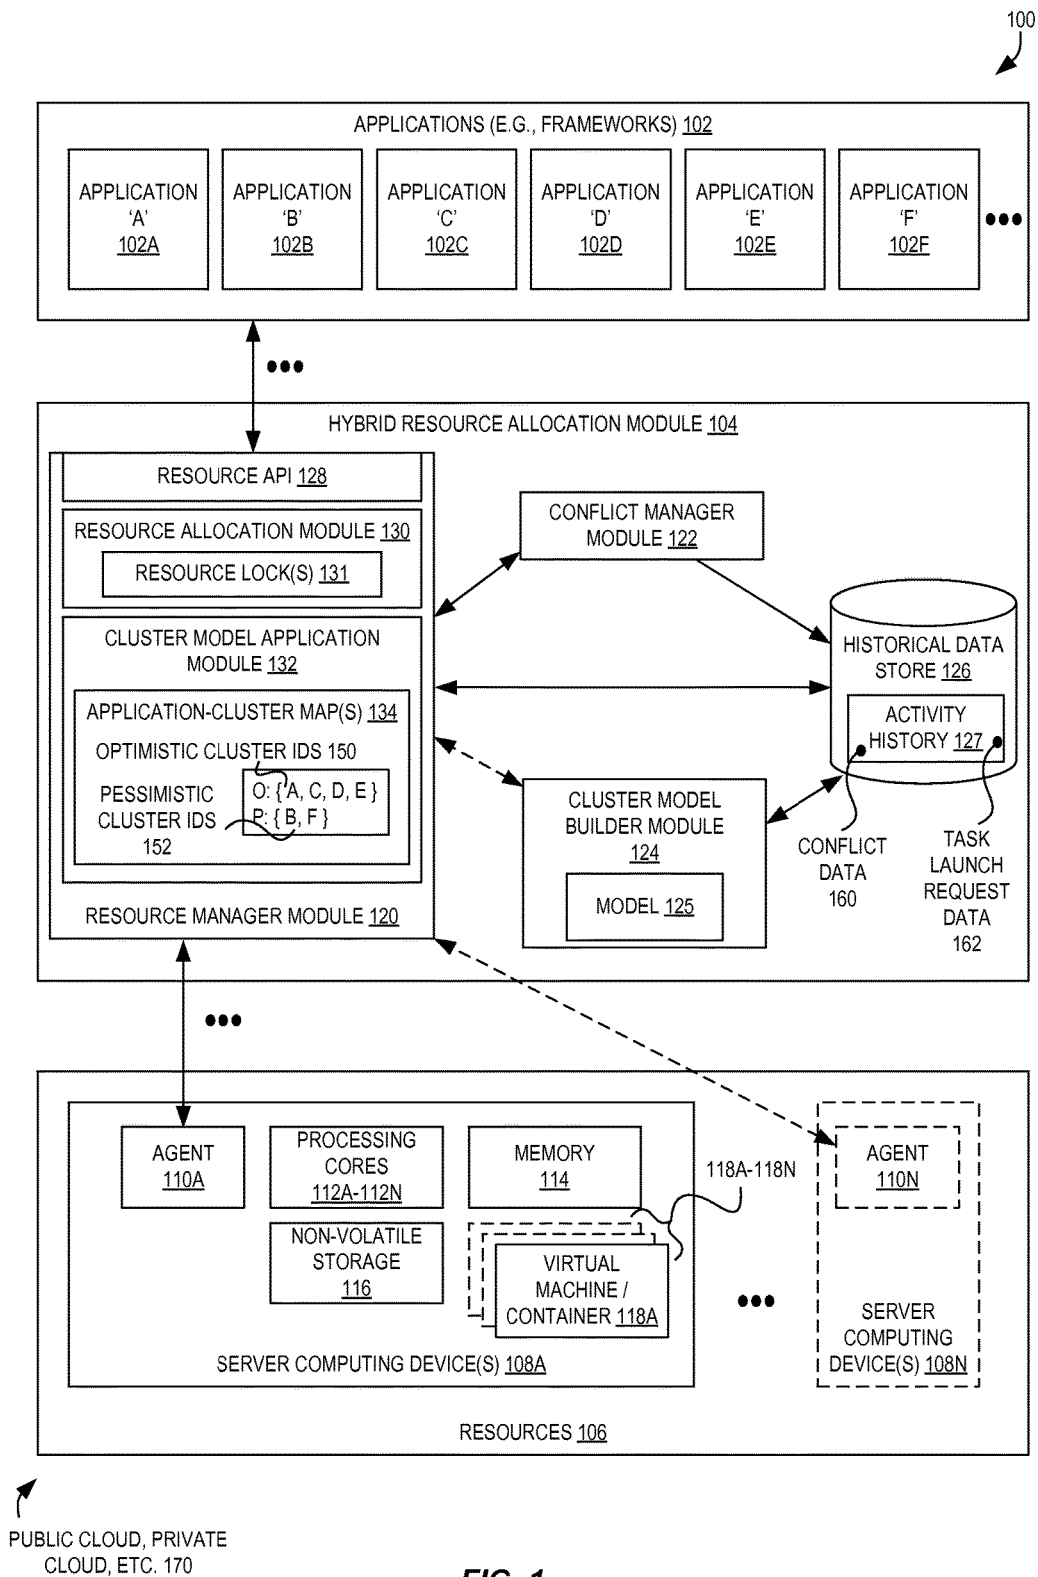 100
APPLICATIONS (E.G., FRAMEWORKS) 102
APPLICATION
'A'
102A
APPLICATION
'B'
102B
APPLICATION
'C'
102C
APPLICATION
'D'
102D
APPLICATION
'E'
102E
APPLICATION
'F'
102F
HYBRID RESOURCE ALLOCATION MODULE 104
RESOURCE API 128
RESOURCE ALLOCATION MODULE 130
RESOURCE LOCK(S) 131
CLUSTER MODEL APPLICATION
MODULE 132
APPLICATION-CLUSTER MAP(S) 134
OPTIMISTIC CLUSTER IDS 150
O: { A, C, D, E }
P: { B, F }
PESSIMISTIC
CLUSTER IDS
152
RESOURCE MANAGER MODULE 120
CONFLICT MANAGER
MODULE 122
HISTORICAL DATA
STORE 126
ACTIVITY
HISTORY 127
CLUSTER MODEL
BUILDER MODULE
124
MODEL 125
CONFLICT
DATA
160
TASK
LAUNCH
REQUEST
DATA
162
AGENT
110A
PROCESSING
CORES
112A-112N
MEMORY
114
118A-118N
NON-VOLATILE
STORAGE
116
VIRTUAL
MACHINE /
CONTAINER 118A
SERVER COMPUTING DEVICE(S) 108A
AGENT
110N
SERVER
COMPUTING
DEVICE(S) 108N
RESOURCES 106
PUBLIC CLOUD, PRIVATE
CLOUD, ETC. 170
FIG. 1